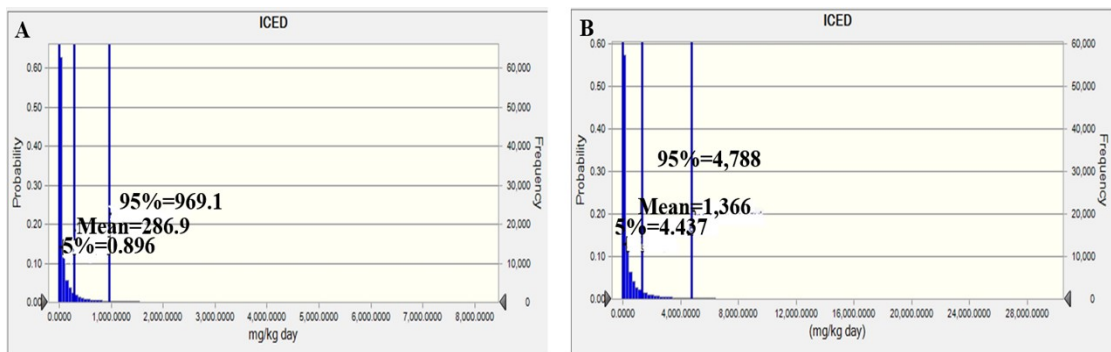 A
ICED
Probability
Frequency
0.60
0.50
0.40
0.30
0.20
0.10
0.00
60,000
50,000
40,000
30,000
20,000
10,000
0
95%=969.1
Mean=286.9
5%=0.896
0.0000 1,000.0000 2,000.0000 3,000.0000 4,000.0000 5,000.0000 6,000.0000 7,000.0000 8,000.0000
mg/kg day
B
ICED
Probability
Frequency
0.60
0.50
0.40
0.30
0.20
0.10
0.00
60,000
50,000
40,000
30,000
20,000
10,000
0
95%=4,788
Mean=1,366
5%=4.437
0.0000 4,000.0000 8,000.0000 12,000.0000 16,000.0000 20,000.0000 24,000.0000 28,000.0000
(mg/kg day)